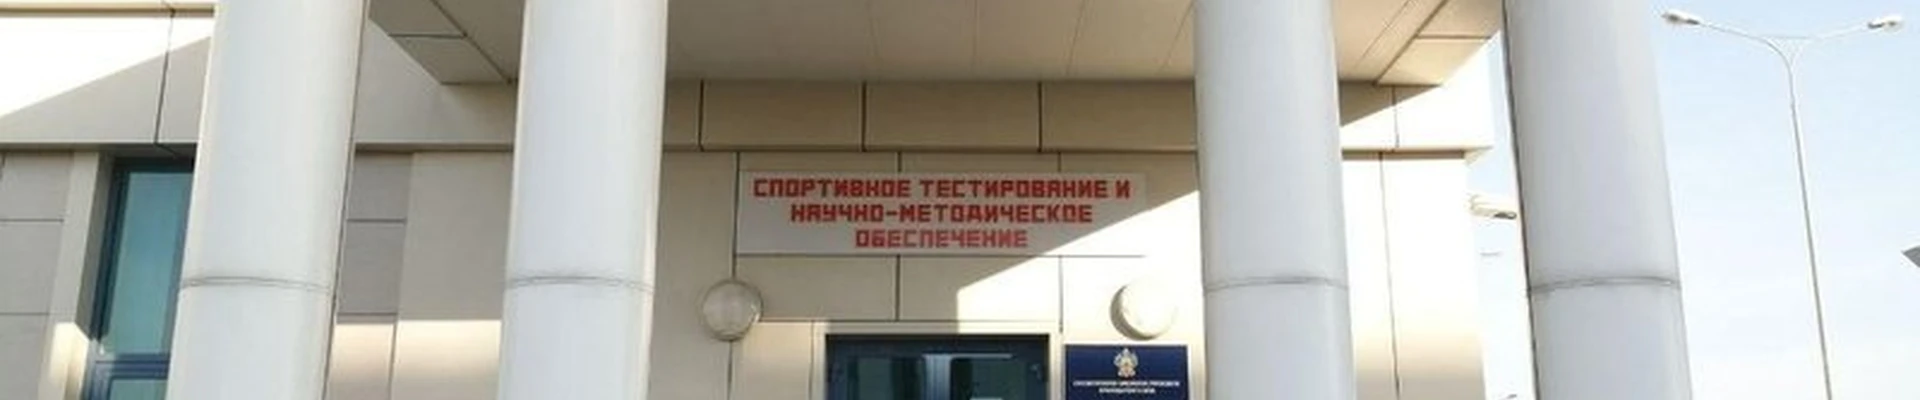 СПОРТИВНОЕ ТЕСТИРОВАНИЕ И
НАУЧНО-МЕТОДИЧЕСКОЕ
ОБЕСПЕЧЕНИЕ